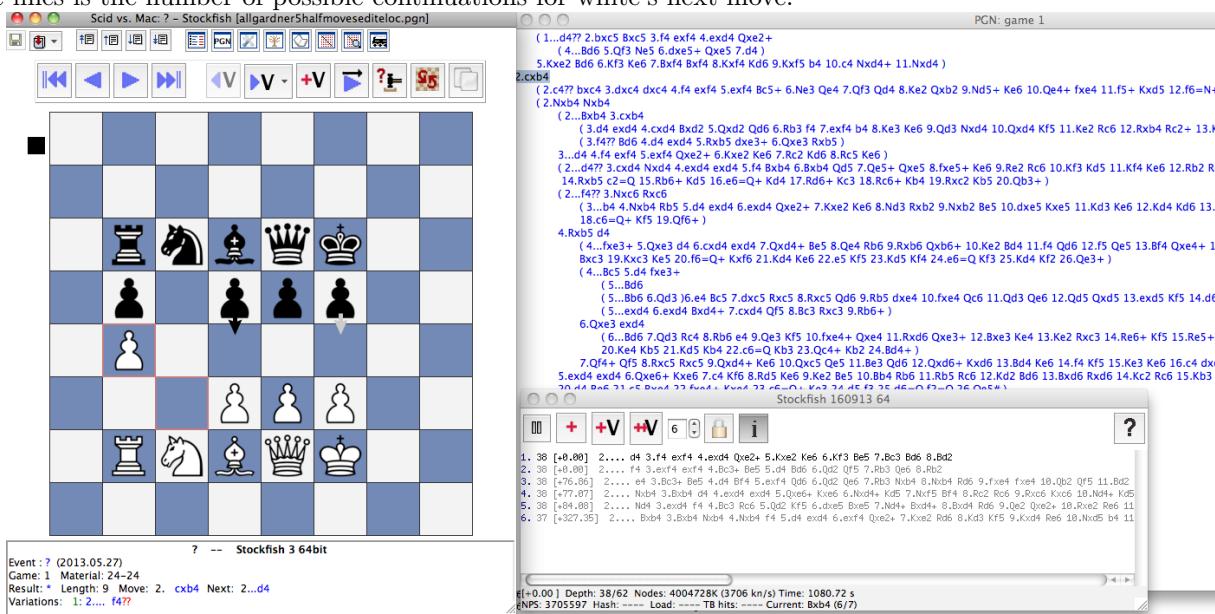 e lines is the number of possible continuations for white's next move.
Scid vs. Mac: ? - Stockfish [allgardner5halfmovesediteloc.pgn]
PGN
V
V
+V
?
? -- Stockfish 3 64bit
Event : ? (2013.05.27)
Game: 1 Material: 24-24
Result: * Length: 9 Move: 2. cxb4 Next: 2...d4
Variations: 1: 2.... f4??
PGN: game 1
( 1...d4?? 2.bxc5 Bxc5 3.f4 exf4 4.exd4 Qxe2+
( 4...Bd6 5.Qf3 Ne5 6.dxe5+ Qxe5 7.d4 )
5.Kxe2 Bd6 6.Kf3 Ke6 7.Bxf4 Bxf4 8.Kxf4 Kd6 9.Kxf5 b4 10.c4 Nxd4+ 11.Nxd4 )
2.cxb4
( 2.c4?? bxc4 3.dxc4 dxc4 4.f4 exf4 5.exf4 Bc5+ 6.Ne3 Qe4 7.Qf3 Qd4 8.Ke2 Qxb2 9.Nd5+ Ke6 10.Qe4+ fxe4 11.f5+ Kxd5 12.f6=N+
( 2.Nxb4 Nxb4
( 2...Bxb4 3.cxb4
( 3.d4 exd4 4.cxd4 Bxd2 5.Qxd2 Qd6 6.Rb3 f4 7.exf4 b4 8.Ke3 Ke6 9.Qd3 Nxd4 10.Qxd4 Kf5 11.Ke2 Rc6 12.Rxb4 Rc2+ 13.K
( 3.f4?? Bd6 4.d4 exd4 5.Rxb5 dxe3+ 6.Qxe3 Rxb5 )
3...d4 4.f4 exf4 5.exf4 Qxe2+ 6.Kxe2 Ke6 7.Rc2 Kd6 8.Rc5 Ke6 )
( 2...d4?? 3.cxd4 Nxd4 4.exd4 exd4 5.f4 Bxb4 6.Bxb4 Qd5 7.Qe5+ Qxe5 8.fxe5+ Ke6 9.Re2 Rc6 10.Kf3 Kd5 11.Kf4 Ke6 12.Rb2 R
14.Rxb5 c2=Q 15.Rb6+ Kd5 16.e6=Q+ Kd4 17.Rd6+ Kc3 18.Rc6+ Kb4 19.Rxc2 Kb5 20.Qb3+ )
( 2...f4?? 3.Nxc6 Rxc6
( 3...b4 4.Nxb4 Rb5 5.d4 exd4 6.exd4 Qxe2+ 7.Kxe2 Ke6 8.Nd3 Rxb2 9.Nxb2 Be5 10.dxe5 Kxe5 11.Kd3 Ke6 12.Kd4 Kd6 13.
18.c6=Q+ Kf5 19.Qf6+ )
4.Rxb5 d4
( 4...fxe3+ 5.Qxe3 d4 6.cxd4 exd4 7.Qxd4+ Be5 8.Qe4 Rb6 9.Rxb6 Qxb6+ 10.Ke2 Bd4 11.f4 Qd6 12.f5 Qe5 13.Bf4 Qxe4+ 1
Bxc3 19.Kxc3 Ke5 20.f6=Q+ Kxf6 21.Kd4 Ke6 22.e5 Kf5 23.Kd5 Kf4 24.e6=Q Kf3 25.Kd4 Kf2 26.Qe3+ )
( 4...Bc5 5.d4 fxe3+
( 5...Bd6
( 5...Bb6 6.Qd3 )6.e4 Bc5 7.dxc5 Rxc5 8.Rxc5 Qd6 9.Rb5 dxe4 10.fxe4 Qc6 11.Qd3 Qe6 12.Qd5 Qxd5 13.exd5 Kf5 14.d6
( 5...exd4 6.exd4 Bxd4+ 7.cxd4 Qf5 8.Bc3 Rxc3 9.Rb6+ )
6.Qxe3 exd4
( 6...Bd6 7.Qd3 Rc4 8.Rb6 e4 9.Qe3 Kf5 10.fxe4+ Qxe4 11.Rxd6 Qxe3+ 12.Bxe3 Ke4 13.Ke2 Rxc3 14.Re6+ Kf5 15.Re5+
20.Ke4 Kb5 21.Kd5 Kb4 22.c6=Q Kb3 23.Qc4+ Kb2 24.Bd4+ )
7.Qf4+ Qf5 8.Rxc5 Rxc5 9.Qxd4+ Ke6 10.Qxc5 Qe5 11.Be3 Qd6 12.Qxd6+ Kxd6 13.Bd4 Ke6 14.f4 Kf5 15.Ke3 Ke6 16.c4 dx
5.exd4 exd4 6.Qxe6+ Kxe6 7.c4 Kf6 8.Rd5 Ke6 9.Ke2 Be5 10.Bb4 Rb6 11.Rb5 Rc6 12.Kd2 Bd6 13.Bxd6 Rxd6 14.Kc2 Rc6 15.Kb3
Stockfish 160913 64
+
+V
+V
6
i
?
1. 38 [+0.00] 2.... d4 3.f4 exf4 4.exd4 Qxe2+ 5.Kxe2 Ke6 6.Kf3 Be5 7.Bc3 Bd6 8.Bd2
2. 38 [+0.00] 2.... f4 3.exf4 exf4 4.Bc3+ Be5 5.d4 Bd6 6.Qd2 Qf5 7.Rb3 Qe6 8.Rb2
3. 38 [+76.86] 2.... e4 3.Bc3+ Be5 4.d4 Bf4 5.exf4 Qd6 6.Qd2 Qe6 7.Rb3 Nxb4 8.Bxb4 Rd6 9.fxe4 fxe4 10.Qb2 Qf5 11.Bd2
4. 38 [+77.07] 2.... Nxb4 3.Bxb4 d4 4.exd4 exd4 5.Qxe6+ Kxe6 6.Nxd4+ Kd5 7.Nxf5 Bf4 8.Rc2 Rc6 9.Rxc6 Kxc6 10.Nd4+ Kd5
5. 38 [+84.08] 2.... Nd4 3.exd4 f4 4.Bc3 Rc6 5.Qd2 Kf5 6.dxe5 Bxe5 7.Nd4+ Bxd4+ 8.Bxd4 Rd6 9.Qe2 Qxe2+ 10.Rxe2 Re6 11
6. 37 [+327.35] 2.... Bxb4 3.Bxb4 Nxb4 4.Nxb4 f4 5.d4 exd4 6.exf4 Qxe2+ 7.Kxe2 Rd6 8.Kd3 Kf5 9.Kxd4 Re6 10.Nxd5 b4 11
[+0.00 ] Depth: 38/62 Nodes: 4004728K (3706 kn/s) Time: 1080.72 s
NPS: 3705597 Hash: ---- Load: ---- TB hits: ---- Current: Bxb4 (6/7)